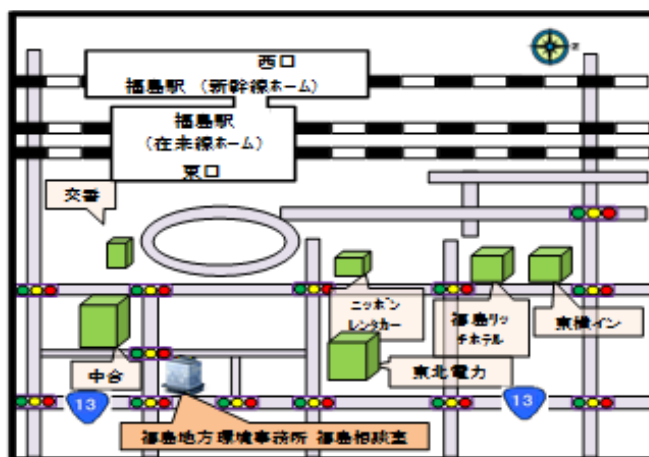 西口
福島駅 (新幹線ホーム)
福島駅
(在来線ホーム)
東口
交番
ニッポン
レンタカー
福島リッ
チホテル
東横イン
中合
東北電力
13
13
福島地方環境事務所 福島相談室